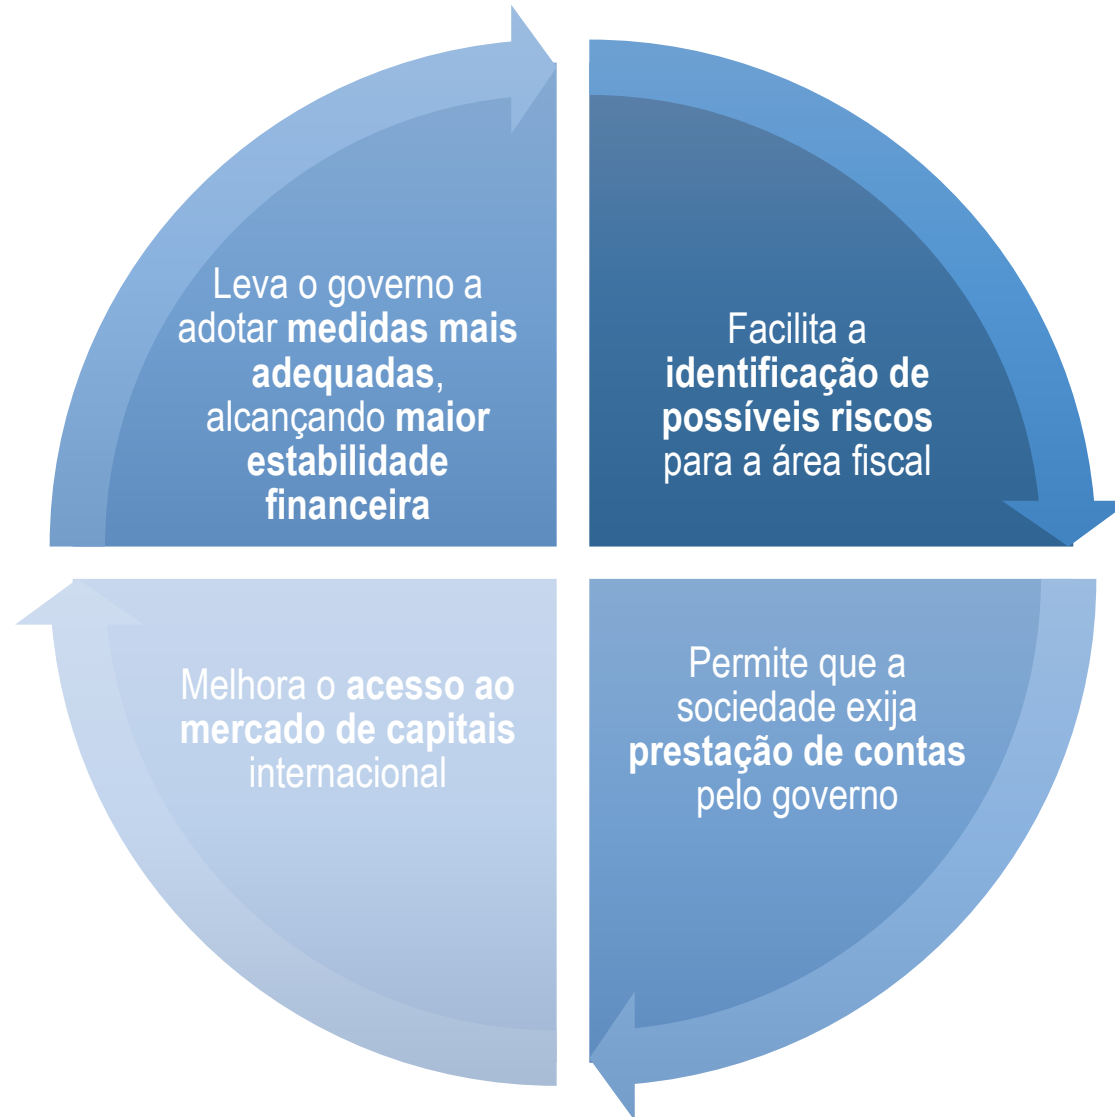 Leva o governo a
adotar medidas mais
adequadas,
alcançando maior
estabilidade
financeira
Facilita a
identificação de
possíveis riscos
para a área fiscal
Melhora o acesso ao
mercado de capitais
internacional
Permite que a
sociedade exija
prestação de contas
pelo governo